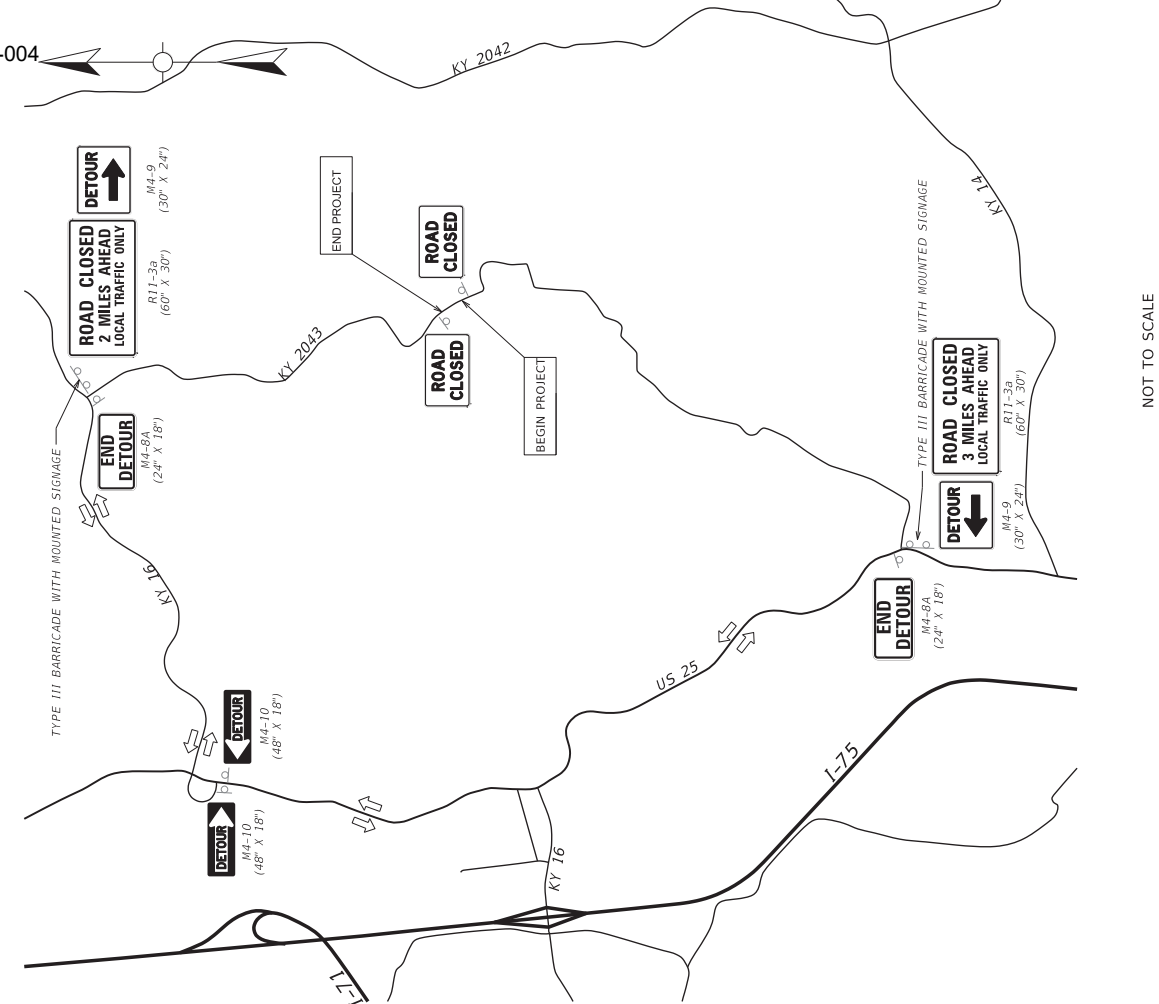 -004
KY 2042
DETOUR
M4-9
(30" X 24")
ROAD CLOSED
2 MILES AHEAD
LOCAL TRAFFIC ONLY
R11-3a
(60" X 30")
END PROJECT
ROAD
CLOSED
KY 14
TYPE III BARRICADE WITH MOUNTED SIGNAGE
NOT TO SCALE
KY 2043
ROAD
CLOSED
BEGIN PROJECT
ROAD CLOSED
3 MILES AHEAD
LOCAL TRAFFIC ONLY
R11-3a
(60" X 30")
END
DETOUR
M4-8A
(24" X 18")
TYPE III BARRICADE WITH MOUNTED SIGNAGE
DETOUR
M4-9
(30" X 24")
KY 16
END
DETOUR
M4-8A
(24" X 18")
US 25
DETOUR
M4-10
(48" X 18")
I-75
DETOUR
M4-10
(48" X 18")
KY 16
I-71